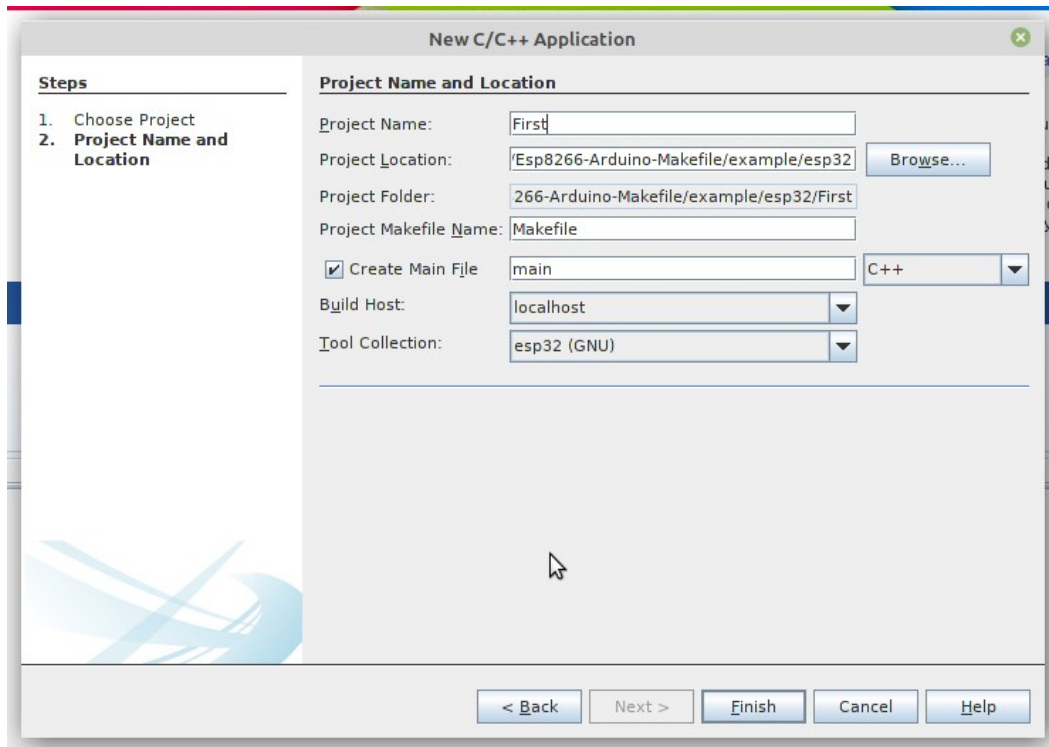 New C/C++ Application
Steps
1. Choose Project
2. Project Name and
Location
Project Name and Location
Project Name: First
Project Location: /Esp8266-Arduino-Makefile/example/esp32 Browse...
Project Folder: 266-Arduino-Makefile/example/esp32/First
Project Makefile Name: Makefile
Create Main File main C++
Build Host: localhost
Tool Collection: esp32 (GNU)
< Back Next > Finish Cancel Help